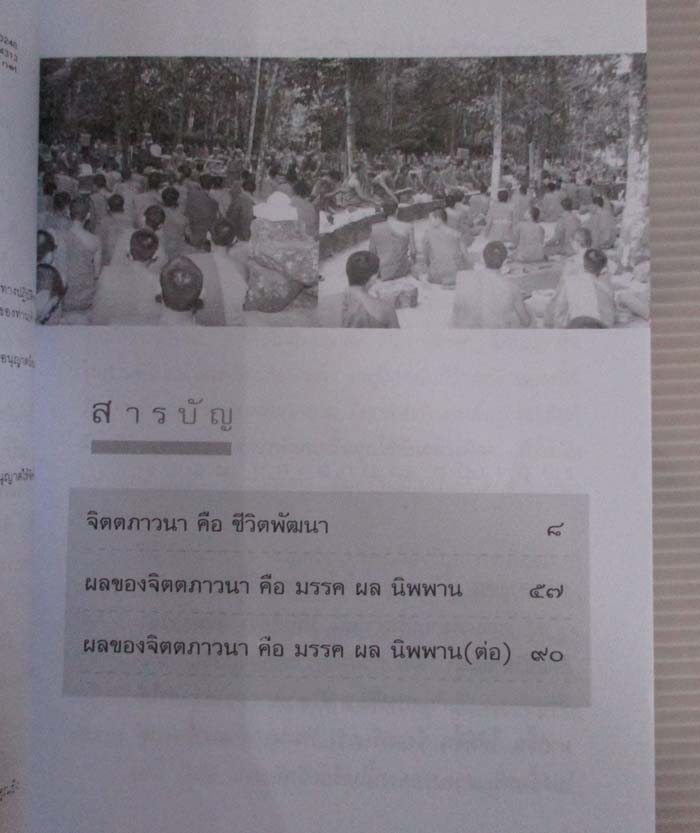 สารบัญ
จิตตภาวนา คือ ชีวิตพัฒนา ๘
ผลของจิตตภาวนา คือ มรรค ผล นิพพาน ๕๗
ผลของจิตตภาวนา คือ มรรค ผล นิพพาน(ต่อ) ๙๐